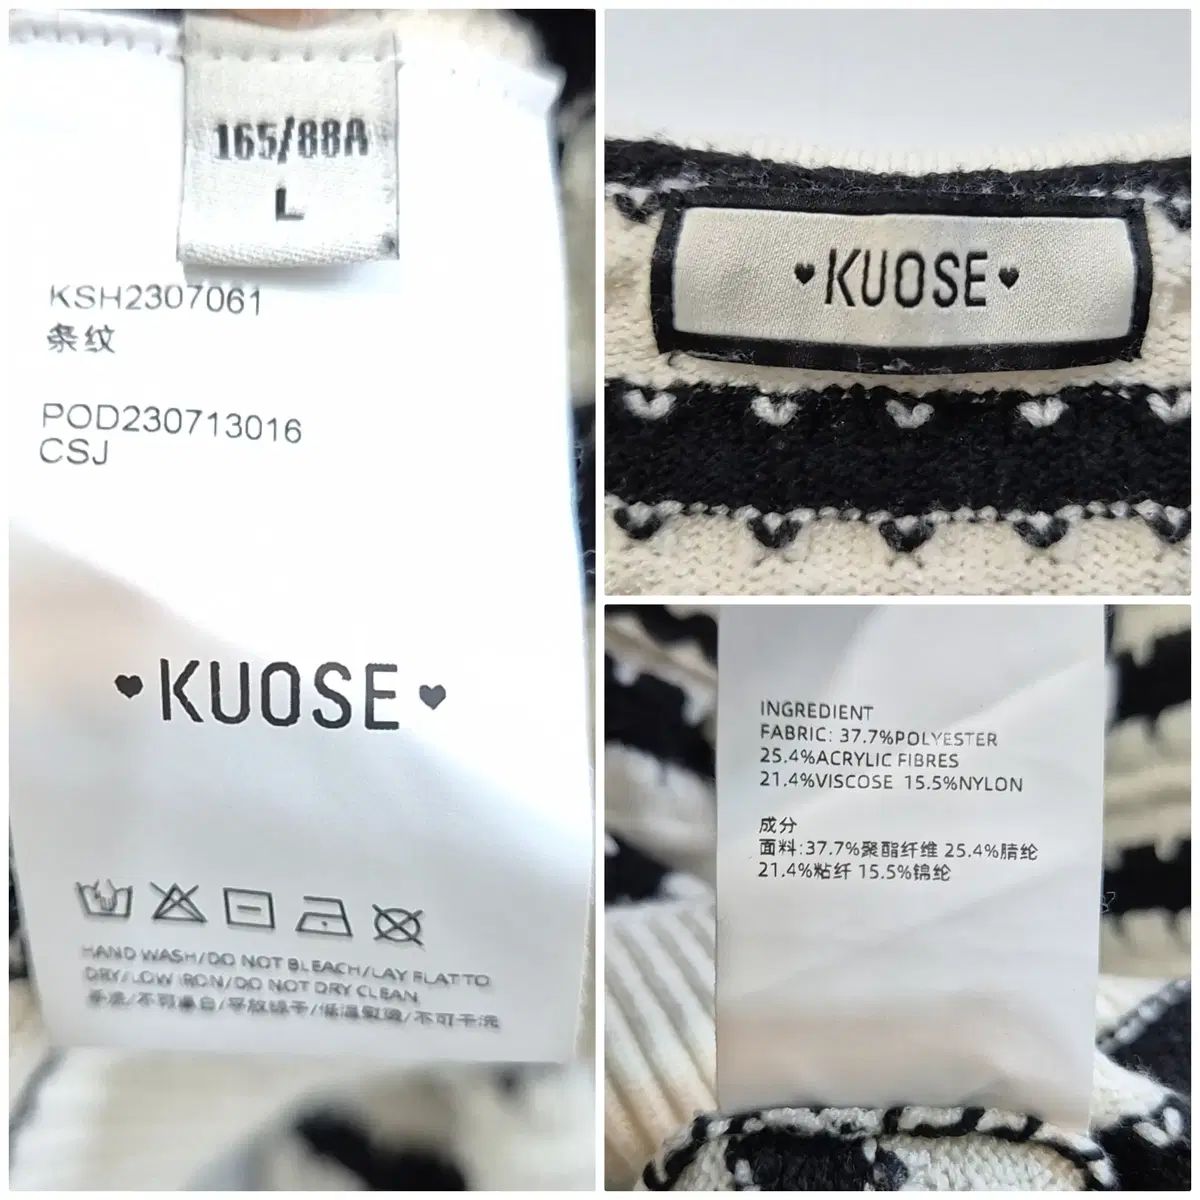 165/88A
L
KSH2307061
条纹
POD230713016
CSJ
♥KUOSE♥
HAND WASH/DO NOT BLEACH/LAY FLAT TO
DRY/LOW IRON/DO NOT DRY CLEAN
手洗/不可漂白/平放晾干/低温熨烫/不可干洗
♥KUOSE♥
INGREDIENT
FABRIC: 37.7%POLYESTER
25.4%ACRYLIC FIBRES
21.4%VISCOSE 15.5%NYLON
成分
面料:37.7%聚酯纤维 25.4%腈纶
21.4%粘纤 15.5%锦纶